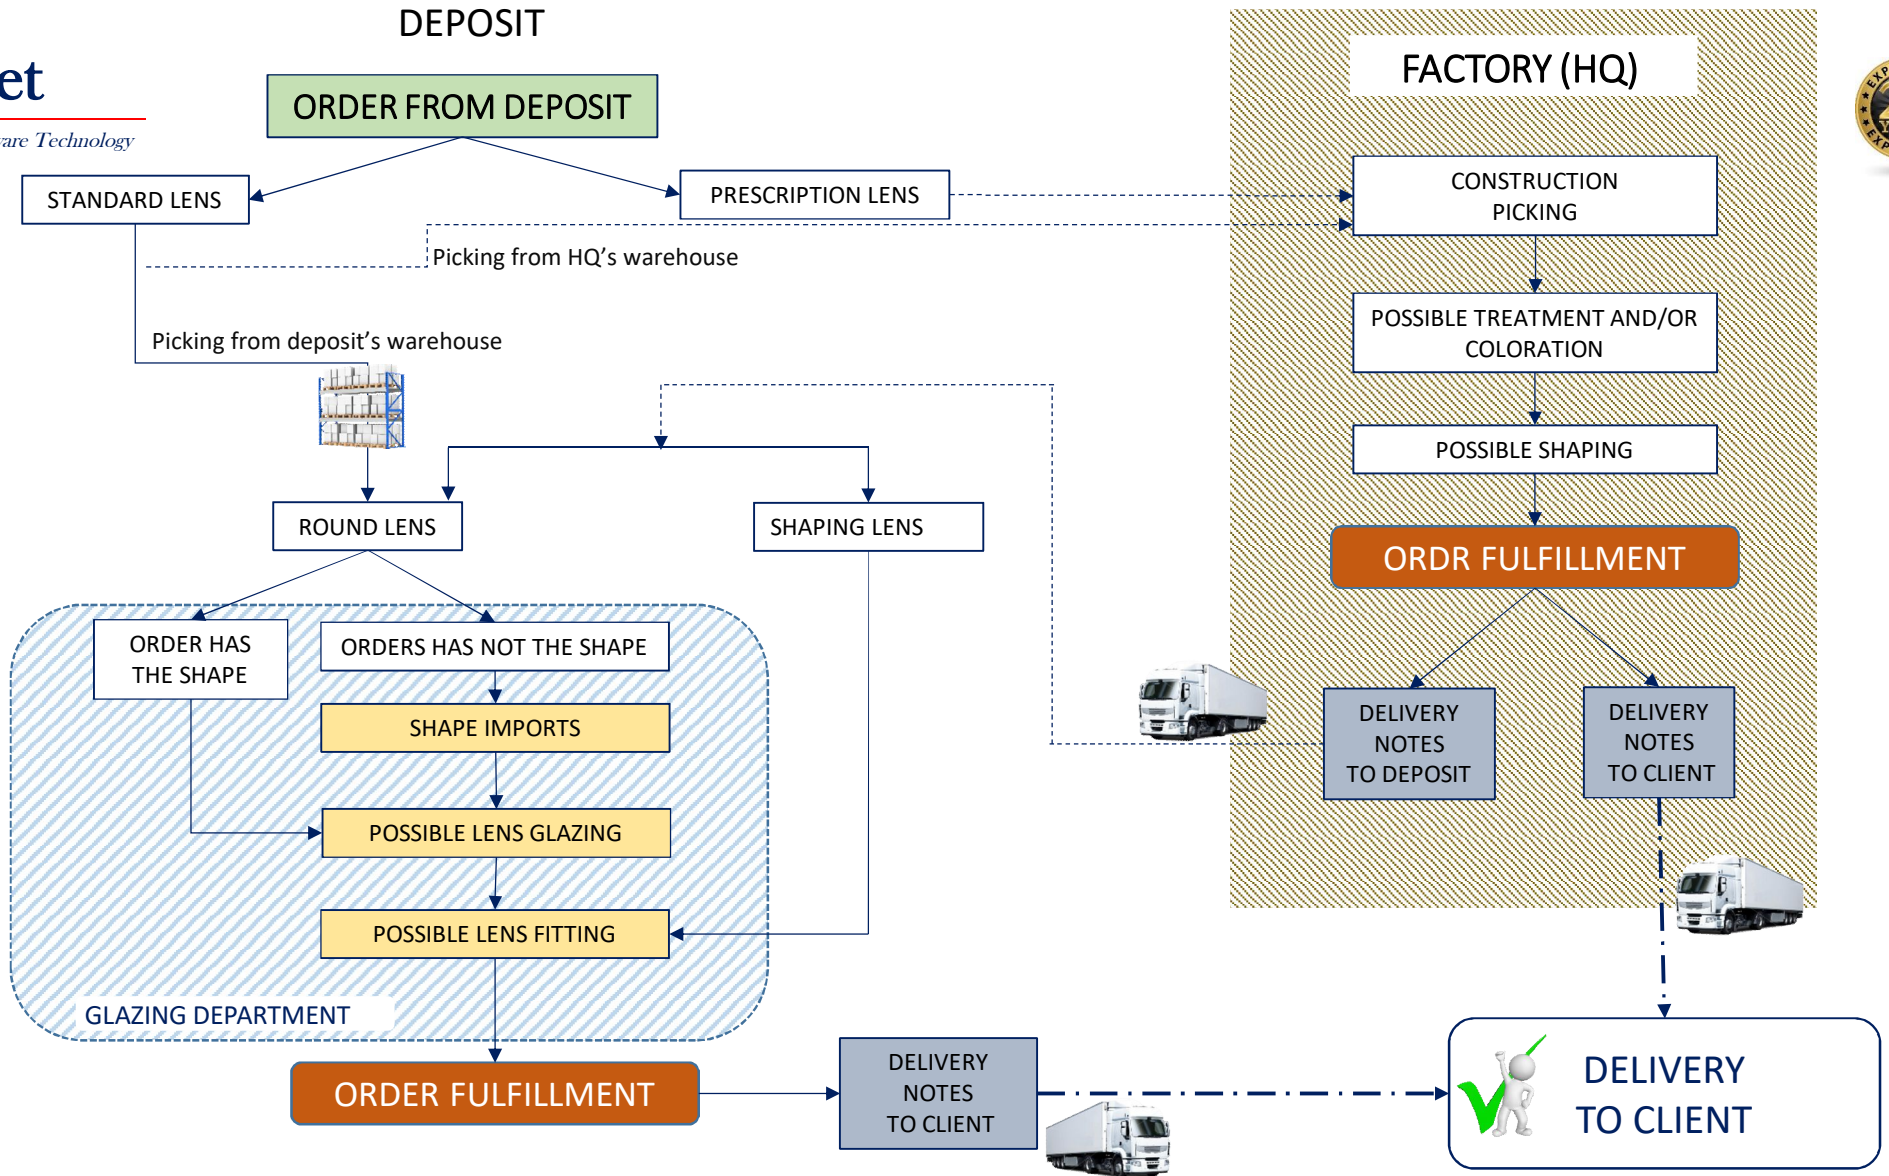 DEPOSIT
FACTORY (HQ)
et
ware Technology
ORDER FROM DEPOSIT
STANDARD LENS
PRESCRIPTION LENS
CONSTRUCTION
PICKING
Picking from HQ's warehouse
Picking from deposit's warehouse
POSSIBLE TREATMENT AND/OR
COLORATION
POSSIBLE SHAPING
ROUND LENS
SHAPING LENS
ORDR FULFILLMENT
ORDER HAS
THE SHAPE
ORDERS HAS NOT THE SHAPE
SHAPE IMPORTS
POSSIBLE LENS GLAZING
POSSIBLE LENS FITTING
GLAZING DEPARTMENT
DELIVERY
NOTES
TO DEPOSIT
DELIVERY
NOTES
TO CLIENT
ORDER FULFILLMENT
DELIVERY
NOTES
TO CLIENT
DELIVERY
TO CLIENT